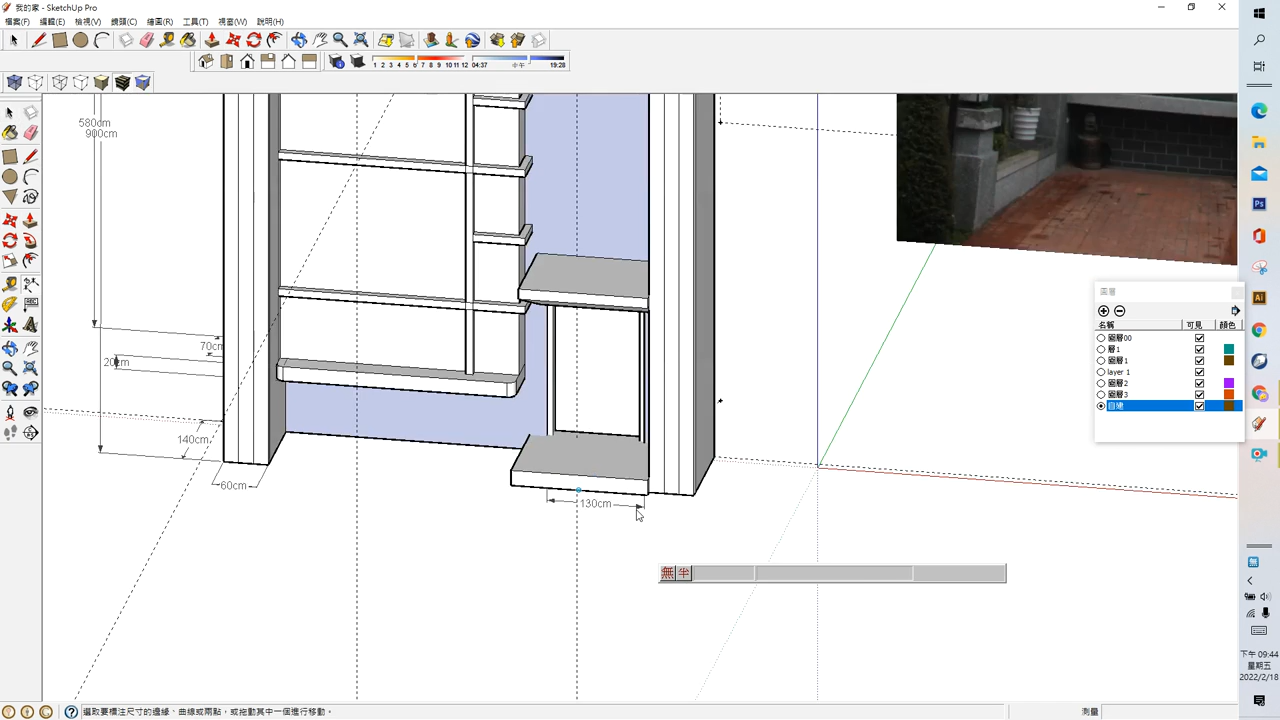 我的家 - SketchUp Pro
檔案(F) 編輯(E) 檢視(V) 鏡頭(C) 繪圖(R) 工具(T) 視窗(W) 說明(H)
1 2 3 4 5 6 7 8 9 10 11 12
04:37 中午 19:28
580cm
900cm
70cm
20cm
140cm
60cm
130cm
圖層
名稱 可見 顏色
圖層00
層1
圖層1
layer 1
圖層2
圖層3
自建
無 半
無
下午 09:44
星期五
2022/2/18
選取要標注尺寸的邊緣、曲線或兩點，或拖動其中一個進行移動。
測量